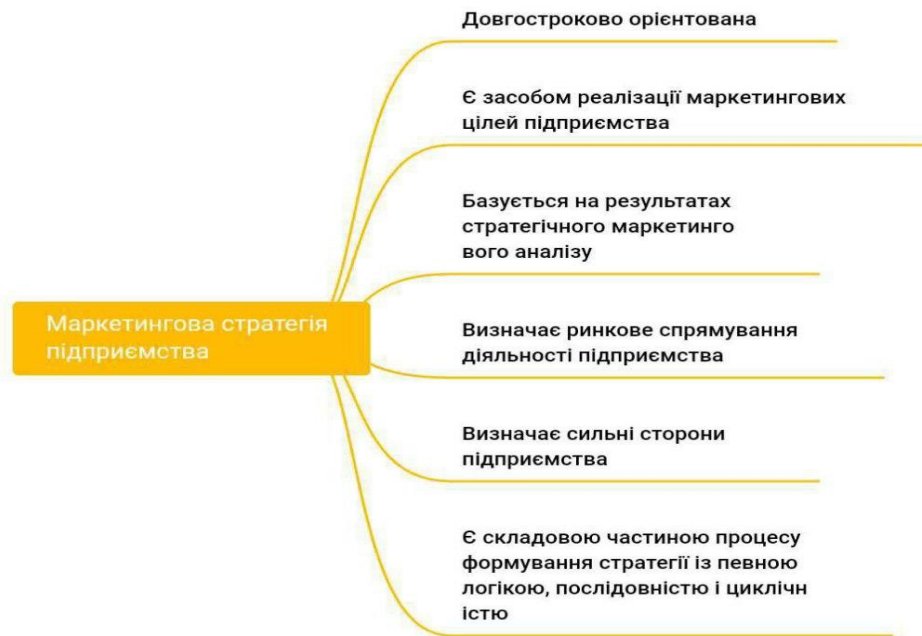 Довгостроково орієнтована
Є засобом реалізації маркетингових
цілей підприємства
Базується на результатах
стратегічного маркетинго
вого аналізу
Маркетингова стратегія
підприємства
Визначає ринкове спрямування
діяльності підприємства
Визначає сильні сторони
підприємства
Є складовою частиною процесу
формування стратегії із певною
логікою, послідовністю і циклічн
істю